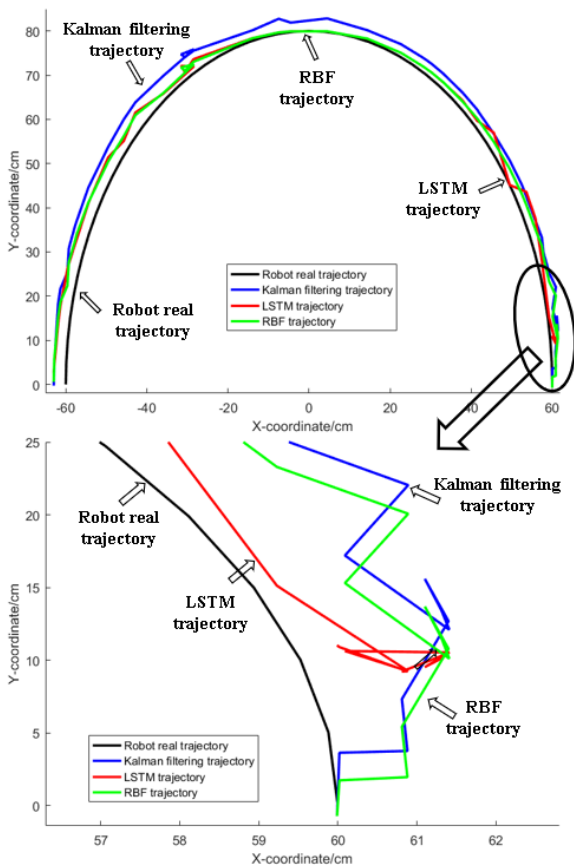 80
70
60
50
40
30
20
10
0
Y-coordinate/cm
Kalman filtering
trajectory
RBF
trajectory
LSTM
trajectory
Robot real
trajectory
Robot real trajectory
Kalman filtering trajectory
LSTM trajectory
RBF trajectory
-60 -40 -20 0 20 40 60
X-coordinate/cm
25
20
15
10
5
0
Y-coordinate/cm
Kalman filtering
trajectory
Robot real
trajectory
LSTM
trajectory
RBF
trajectory
Robot real trajectory
Kalman filtering trajectory
LSTM trajectory
RBF trajectory
57 58 59 60 61 62
X-coordinate/cm